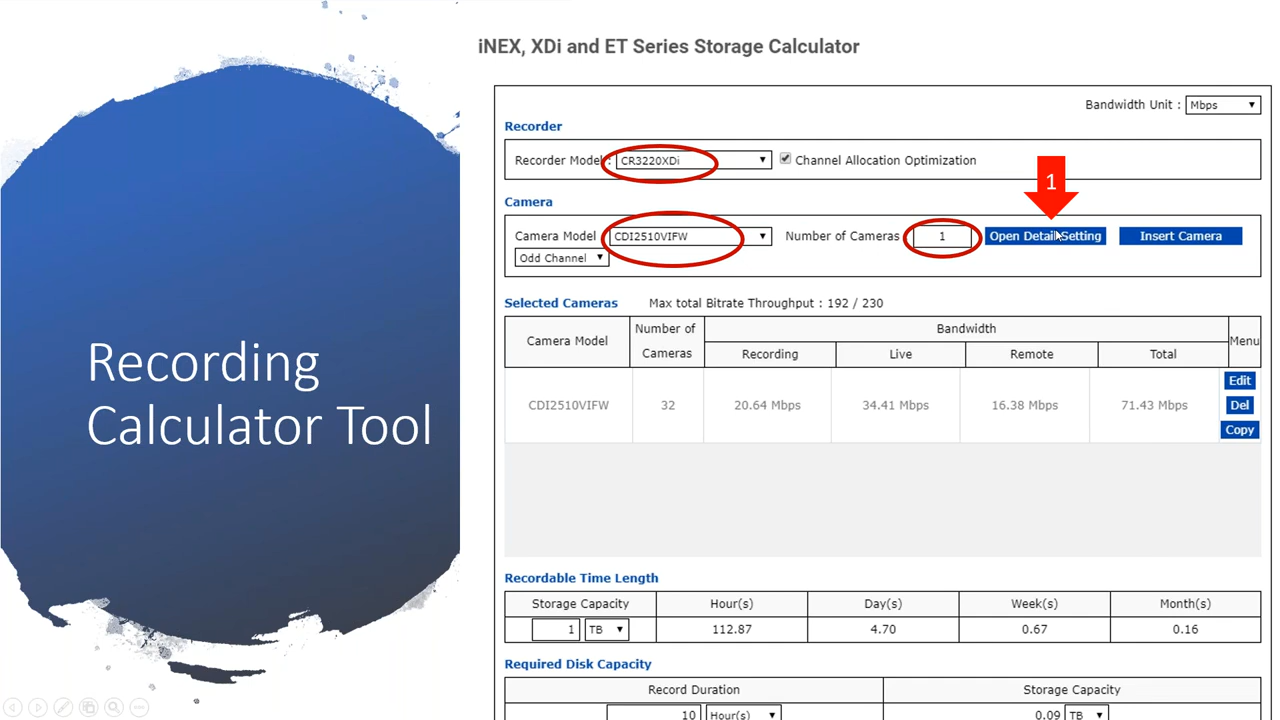 iNEX, XDi and ET Series Storage Calculator
Bandwidth Unit : Mbps
Recorder
Recorder Model : CR3220XDi Channel Allocation Optimization
1
Camera
Camera Model CDI2510VIFW Number of Cameras 1 Open Detail Setting Insert Camera
Odd Channel
Selected Cameras Max total Bitrate Throughput : 192 / 230
Camera Model Number of Cameras Bandwidth Menu
Recording Live Remote Total
CDI2510VIFW 32 20.64 Mbps 34.41 Mbps 16.38 Mbps 71.43 Mbps
Edit
Del
Copy
Recordable Time Length
Storage Capacity Hour(s) Day(s) Week(s) Month(s)
1 TB 112.87 4.70 0.67 0.16
Required Disk Capacity
Record Duration Storage Capacity
10 Hour(s) 0.09 TB
Recording
Calculator Tool